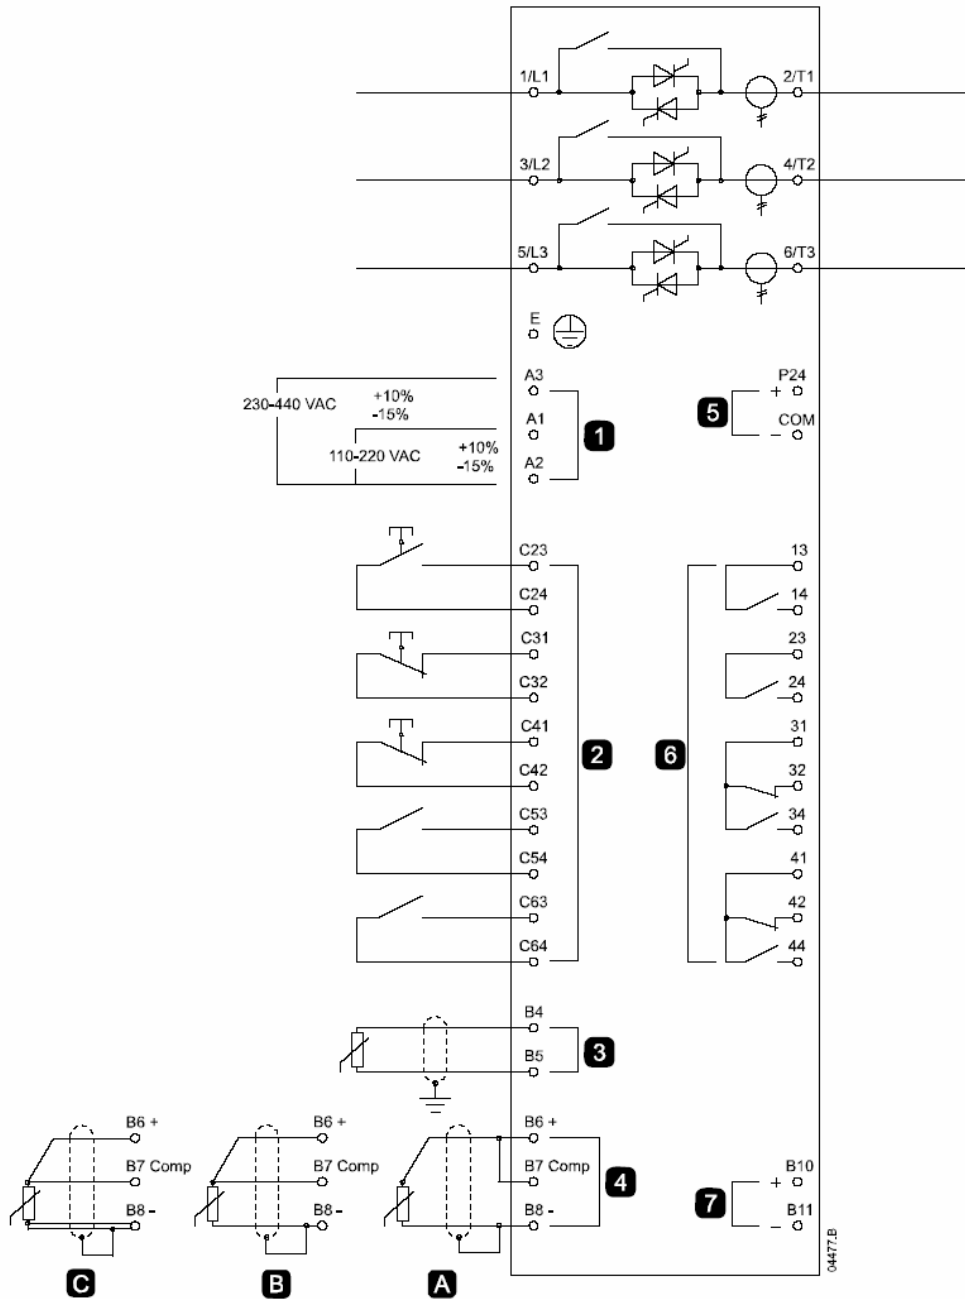 1/L1
2/T1
3/L2
4/T2
5/L3
6/T3
E
A3
P24
230-440 VAC
+10%
-15%
+
5
A1
COM
1
110-220 VAC
+10%
-15%
–
A2
C23
13
C24
14
C31
23
C32
24
C41
31
2
6
C42
32
C53
34
C54
41
C63
42
C64
44
B4
3
B5
B6 +
B6 +
B6 +
B7 Comp
B7 Comp
B7 Comp
4
B10
+
7
B8 -
B8 -
B8 -
B11
–
C
B
A
04477.B